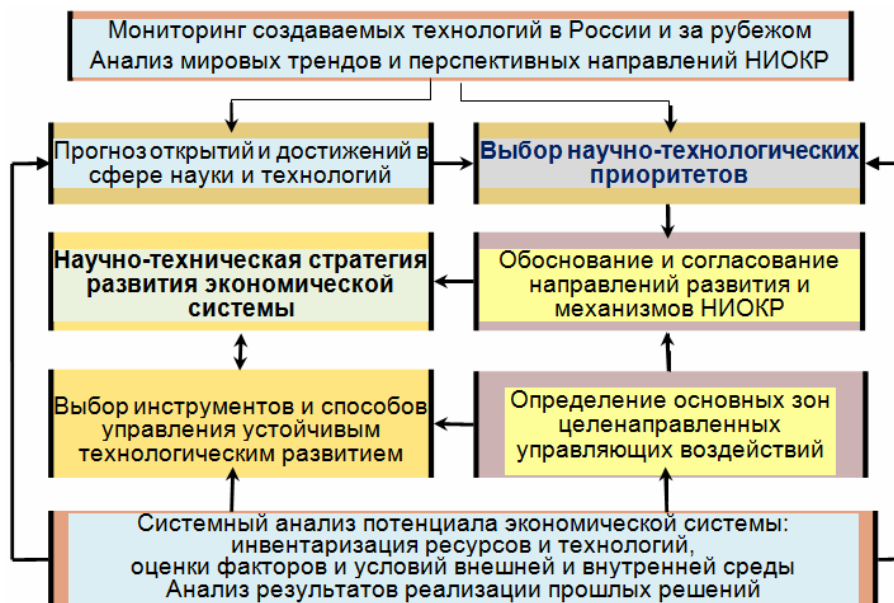 Мониторинг создаваемых технологий в России и за рубежом
Анализ мировых трендов и перспективных направлений НИОКР
Прогноз открытий и достижений в
сфере науки и технологий
Выбор научно-технологических
приоритетов
Научно-техническая стратегия
развития экономической
системы
Обоснование и согласование
направлений развития и
механизмов НИОКР
Выбор инструментов и способов
управления устойчивым
технологическим развитием
Определение основных зон
целенаправленных
управляющих воздействий
Системный анализ потенциала экономической системы:
инвентаризация ресурсов и технологий,
оценки факторов и условий внешней и внутренней среды
Анализ результатов реализации прошлых решений